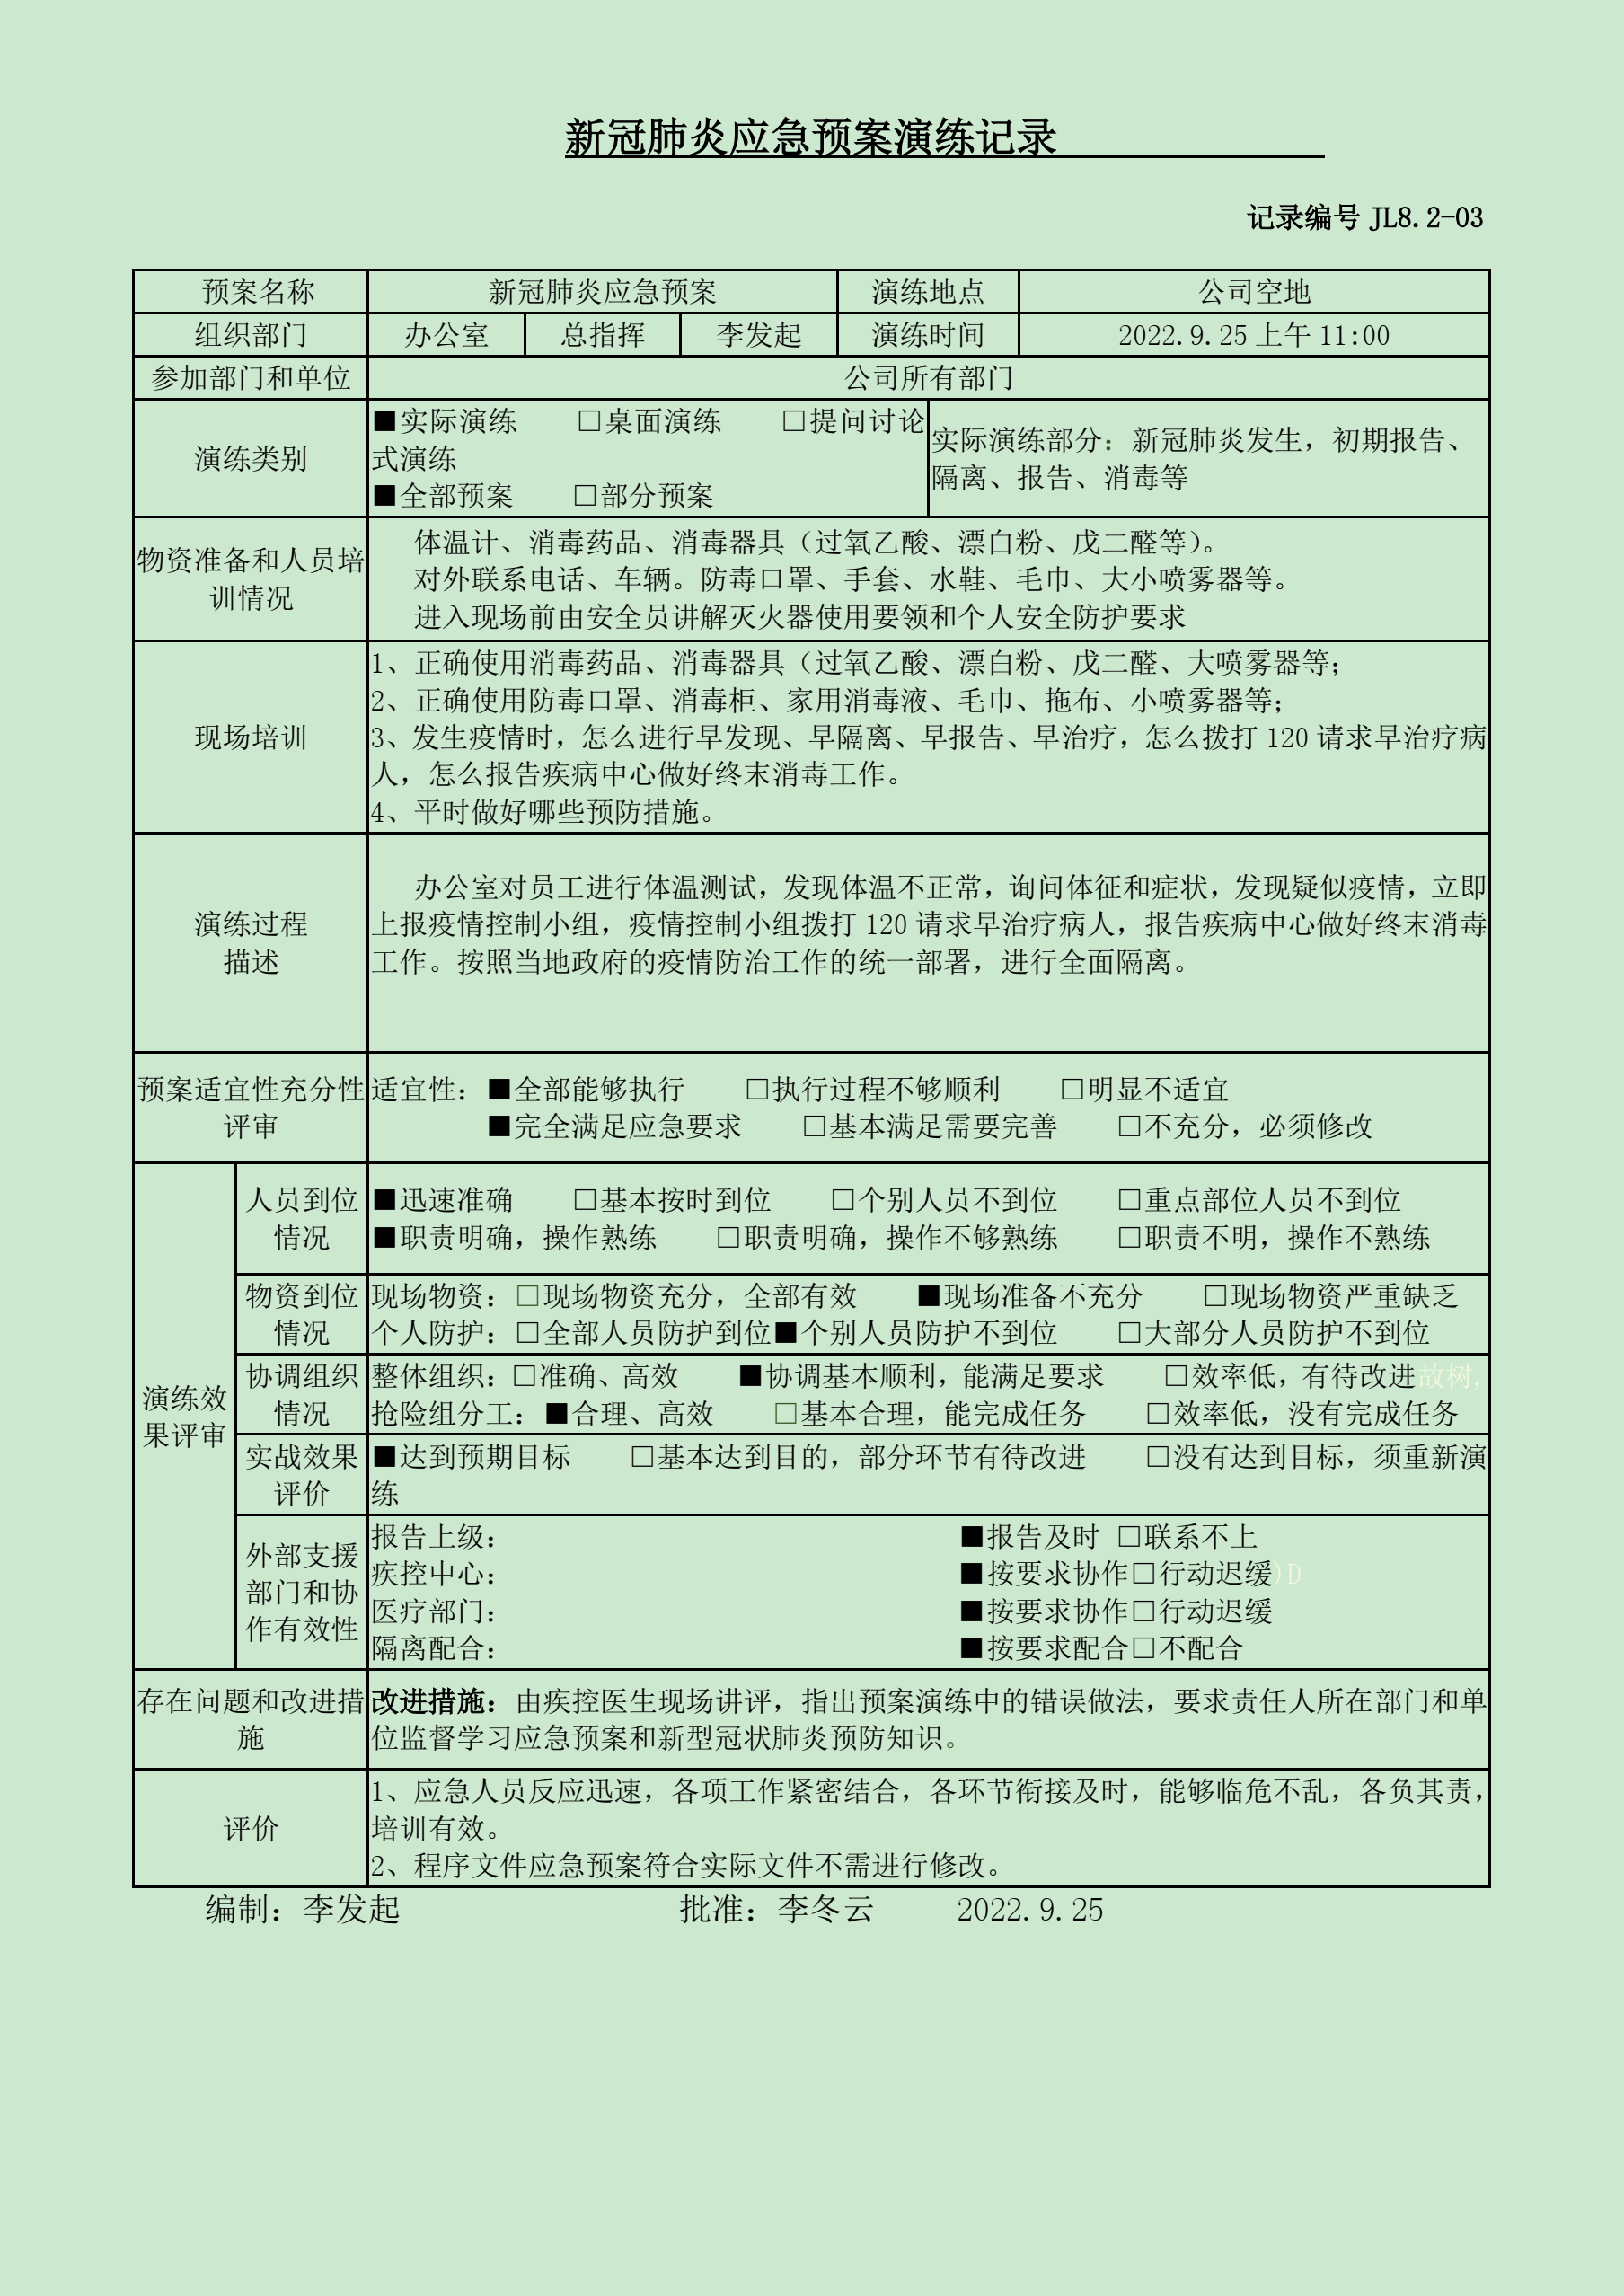 新冠肺炎应急预案演练记录
记录编号 JL8.2-03
预案名称 新冠肺炎应急预案 演练地点 公司空地
组织部门 办公室 总指挥 李发起 演练时间 2022.9.25 上午 11:00
参加部门和单位 公司所有部门
演练类别
■实际演练 □桌面演练 □提问讨论
式演练
■全部预案 □部分预案
实际演练部分：新冠肺炎发生，初期报告、
隔离、报告、消毒等
物资准备和人员培
训情况
体温计、消毒药品、消毒器具（过氧乙酸、漂白粉、戊二醛等）。
对外联系电话、车辆。防毒口罩、手套、水鞋、毛巾、大小喷雾器等。
进入现场前由安全员讲解灭火器使用要领和个人安全防护要求
现场培训
1、正确使用消毒药品、消毒器具（过氧乙酸、漂白粉、戊二醛、大喷雾器等；
2、正确使用防毒口罩、消毒柜、家用消毒液、毛巾、拖布、小喷雾器等；
3、发生疫情时，怎么进行早发现、早隔离、早报告、早治疗，怎么拨打 120 请求早治疗病
人，怎么报告疾病中心做好终末消毒工作。
4、平时做好哪些预防措施。
演练过程
描述
办公室对员工进行体温测试，发现体温不正常，询问体征和症状，发现疑似疫情，立即
上报疫情控制小组，疫情控制小组拨打 120 请求早治疗病人，报告疾病中心做好终末消毒
工作。按照当地政府的疫情防治工作的统一部署，进行全面隔离。
预案适宜性充分性
评审
适宜性：■全部能够执行 □执行过程不够顺利 □明显不适宜
■完全满足应急要求 □基本满足需要完善 □不充分，必须修改
演练效
果评审
人员到位
情况
■迅速准确 □基本按时到位 □个别人员不到位 □重点部位人员不到位
■职责明确，操作熟练 □职责明确，操作不够熟练 □职责不明，操作不熟练
物资到位
情况
现场物资：□现场物资充分，全部有效 ■现场准备不充分 □现场物资严重缺乏
个人防护：□全部人员防护到位■个别人员防护不到位 □大部分人员防护不到位
协调组织
情况
整体组织：□准确、高效 ■协调基本顺利，能满足要求 □效率低，有待改进故树，
抢险组分工：■合理、高效 □基本合理，能完成任务 □效率低，没有完成任务
实战效果
评价
■达到预期目标 □基本达到目的，部分环节有待改进 □没有达到目标，须重新演
练
外部支援
部门和协
作有效性
报告上级： ■报告及时 □联系不上
疾控中心： ■按要求协作□行动迟缓)D
医疗部门： ■按要求协作□行动迟缓
隔离配合： ■按要求配合□不配合
存在问题和改进措
施
改进措施：由疾控医生现场讲评，指出预案演练中的错误做法，要求责任人所在部门和单
位监督学习应急预案和新型冠状肺炎预防知识。
评价
1、应急人员反应迅速，各项工作紧密结合，各环节衔接及时，能够临危不乱，各负其责，
培训有效。
2、程序文件应急预案符合实际文件不需进行修改。
编制：李发起 批准：李冬云 2022.9.25